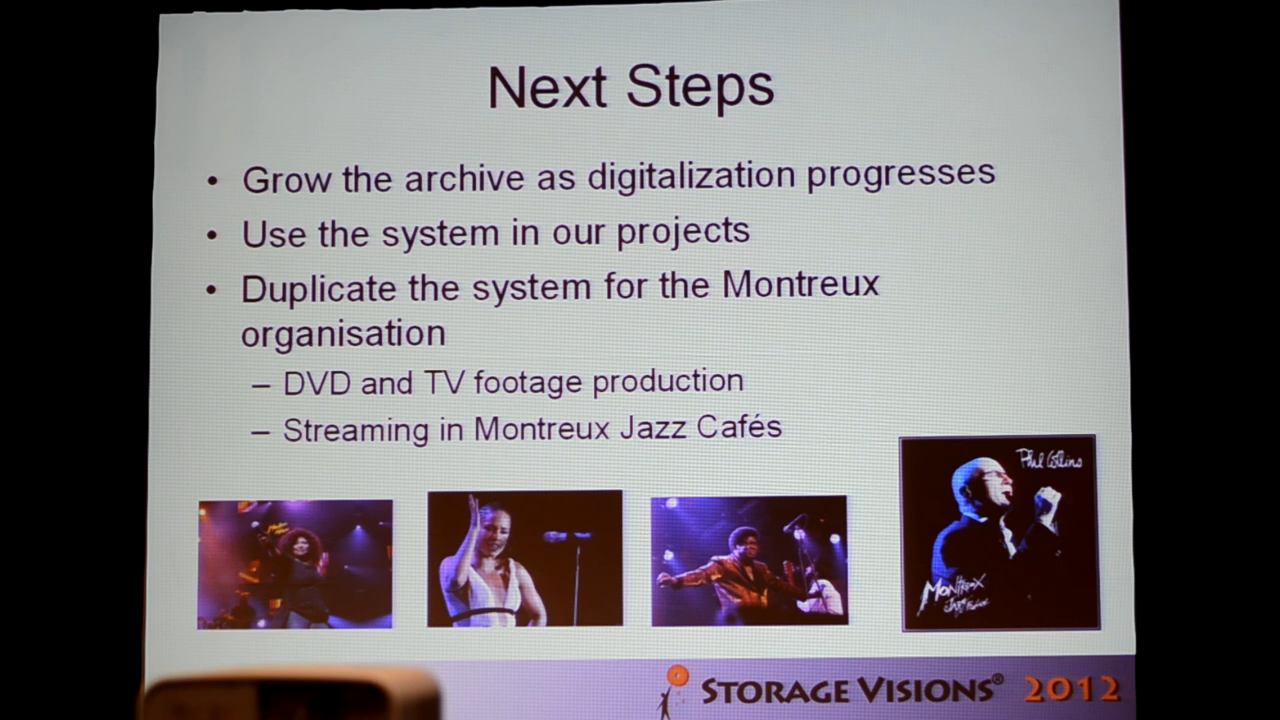 Next Steps
• Grow the archive as digitalization progresses
• Use the system in our projects
• Duplicate the system for the Montreux
organisation
– DVD and TV footage production
– Streaming in Montreux Jazz Cafés
Phil Collins
Montreux
STORAGE VISIONS® 2012